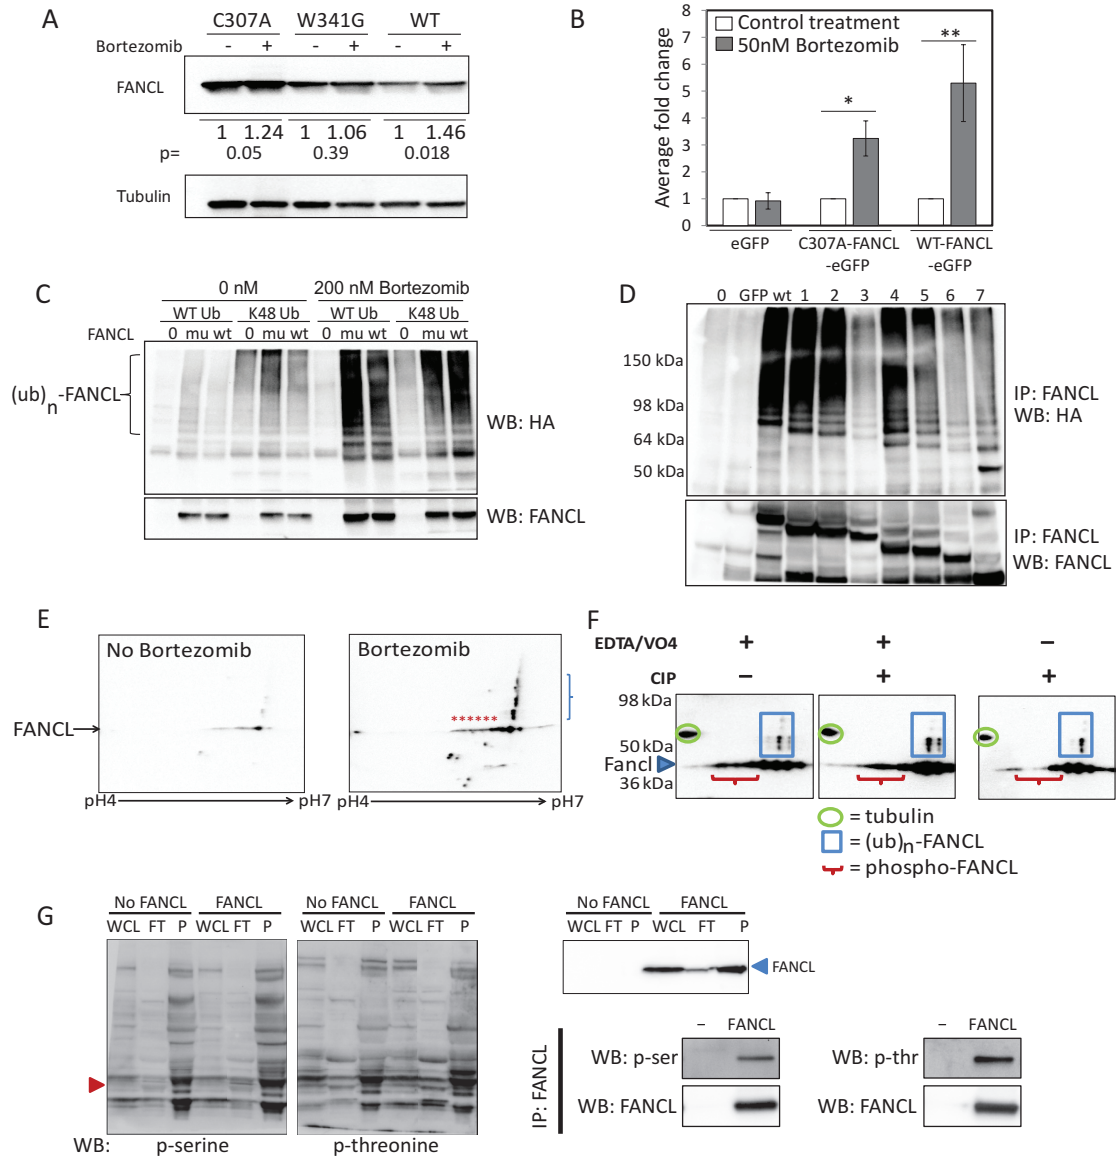 A
C307A W341G WT
Bortezomib - + - + - +
FANCL
1 1.24 1 1.06 1 1.46
p= 0.05 0.39 0.018
Tubulin
B
Average fold change
8
7
6
5
4
3
2
1
0
Control treatment
50nM Bortezomib
*
**
eGFP
C307A-FANCL
-eGFP
WT-FANCL
-eGFP
C
0 nM 200 nM Bortezomib
WT Ub K48 Ub WT Ub K48 Ub
FANCL 0 mu wt 0 mu wt 0 mu wt 0 mu wt
(ub)n-FANCL
WB: HA
WB: FANCL
D
0 GFP wt 1 2 3 4 5 6 7
150 kDa
98 kDa
64 kDa
50 kDa
IP: FANCL
WB: HA
IP: FANCL
WB: FANCL
E
No Bortezomib
Bortezomib
******
FANCL
pH4 pH7
pH4 pH7
F
EDTA/VO4 + + –
CIP – + +
98 kDa
50 kDa
Fancl
36 kDa
= tubulin
= (ub)n-FANCL
= phospho-FANCL
G
No FANCL FANCL No FANCL FANCL
WCL FT P WCL FT P WCL FT P WCL FT P
WB: p-serine p-threonine
No FANCL FANCL
WCL FT P WCL FT P
FANCL
IP: FANCL
– FANCL
WB: p-ser
WB: FANCL
– FANCL
WB: p-thr
WB: FANCL